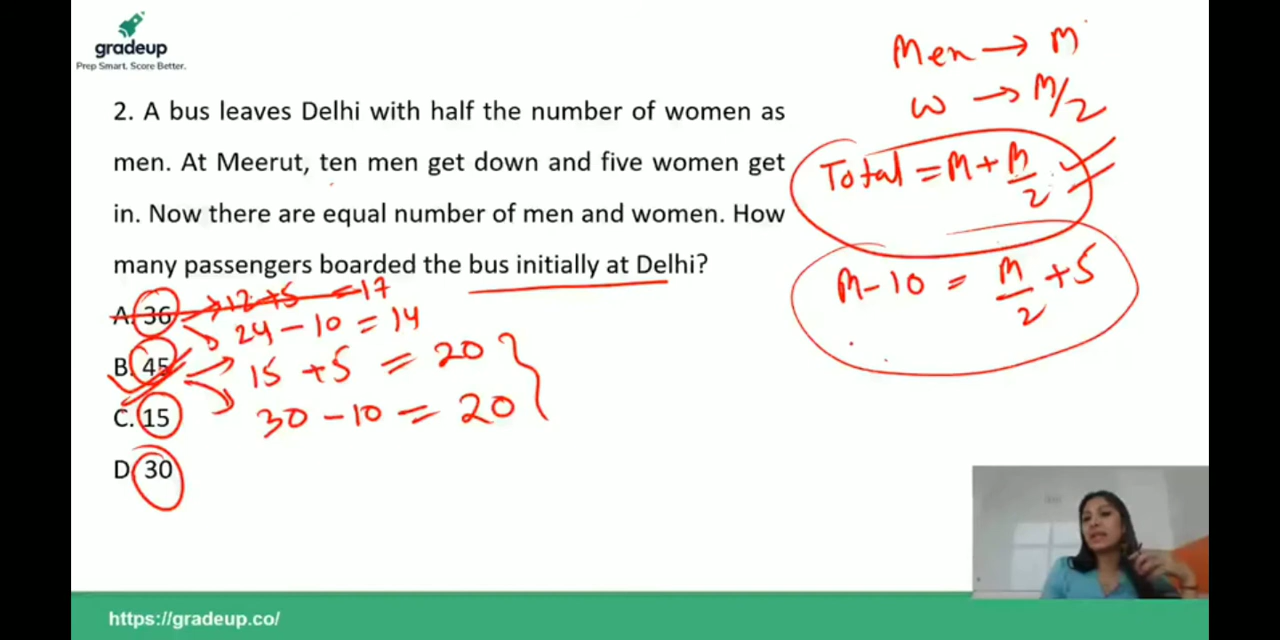 gradeup
Prep Smart. Score Better.
2. A bus leaves Delhi with half the number of women as
men. At Meerut, ten men get down and five women get
in. Now there are equal number of men and women. How
many passengers boarded the bus initially at Delhi?
A. 36 → 12 + 5 = 17
24 - 10 = 14
B. 45 → 15 + 5 = 20
C. 15 30 - 10 = 20
D. 30
Men → M
W → M/2
Total = M + M/2
M - 10 = M/2 + 5
https://gradeup.co/